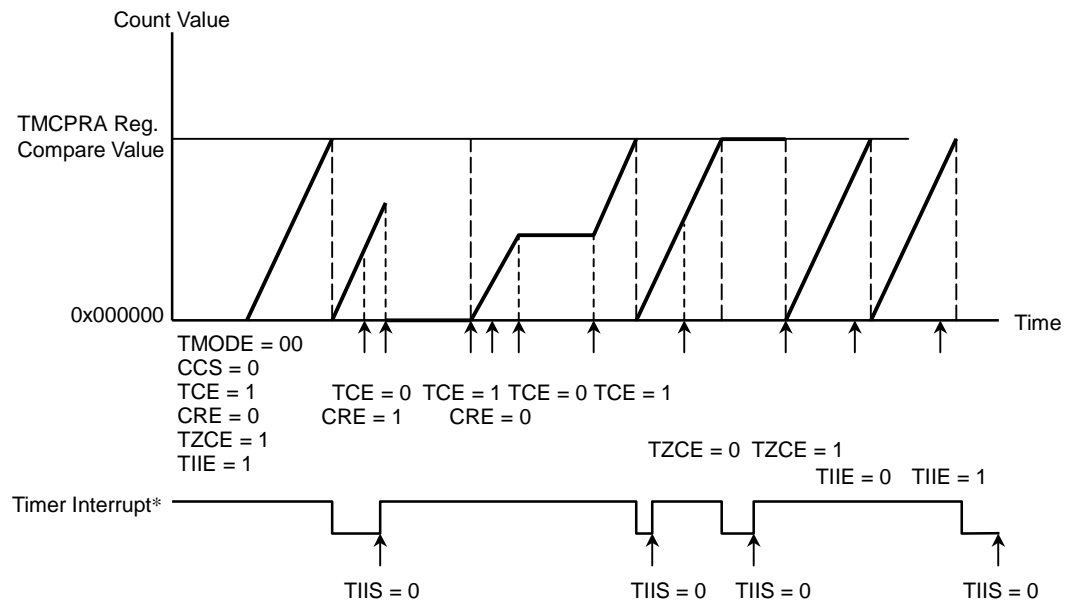 Count Value
TMCPRA Reg.
Compare Value
0x000000
Time
TMODE = 00
CCS = 0
TCE = 1
CRE = 0
TZCE = 1
TIIE = 1
TCE = 0 TCE = 1 TCE = 0 TCE = 1
CRE = 1 CRE = 0
TZCE = 0 TZCE = 1
TIIE = 0 TIIE = 1
Timer Interrupt*
TIIS = 0 TIIS = 0 TIIS = 0 TIIS = 0